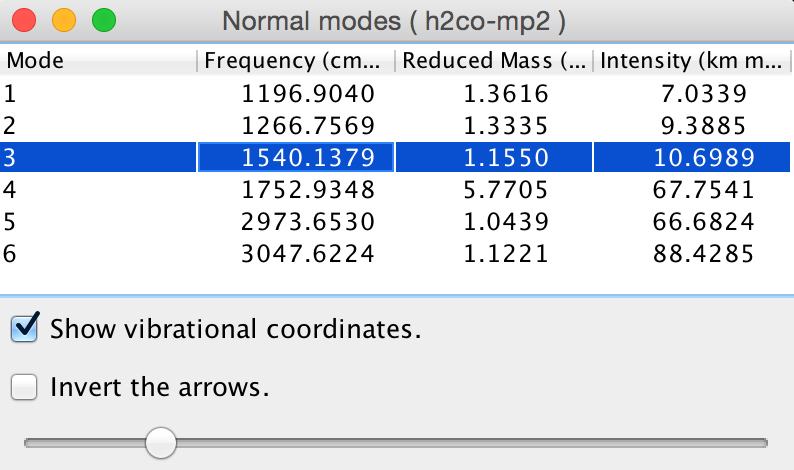 Normal modes ( h2co-mp2 )
Mode Frequency (cm... Reduced Mass (... Intensity (km m...
1 1196.9040 1.3616 7.0339
2 1266.7569 1.3335 9.3885
3 1540.1379 1.1550 10.6989
4 1752.9348 5.7705 67.7541
5 2973.6530 1.0439 66.6824
6 3047.6224 1.1221 88.4285
Show vibrational coordinates.
Invert the arrows.